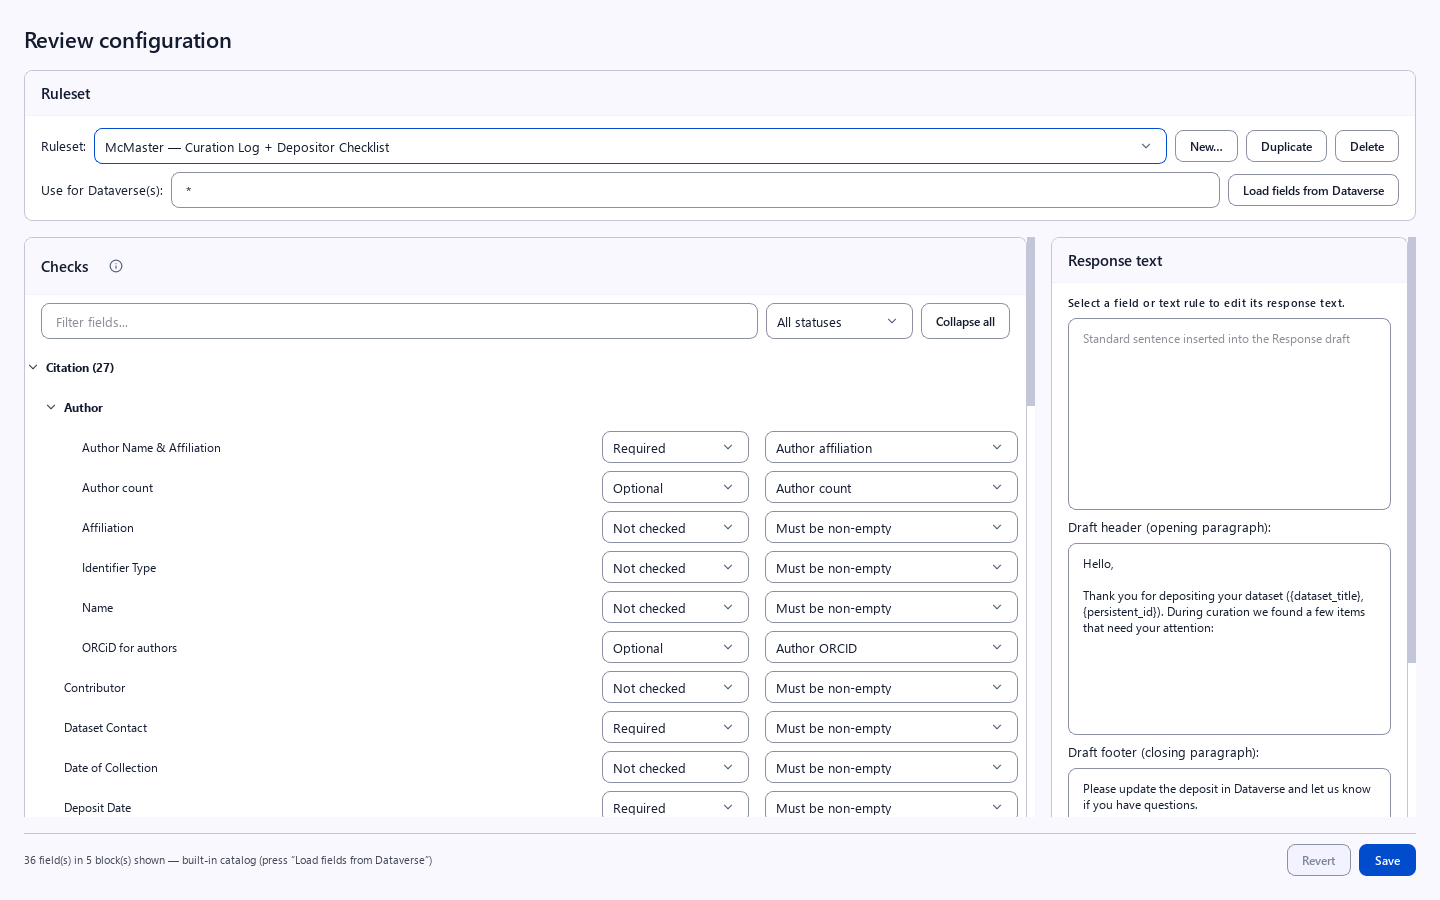 Review configuration
Ruleset
Ruleset:
McMaster — Curation Log + Depositor Checklist
New...
Duplicate
Delete
Use for Dataverse(s):
*
Load fields from Dataverse
Checks
Filter fields...
All statuses
Collapse all
Citation (27)
Author
Author Name & Affiliation
Required
Author affiliation
Author count
Optional
Author count
Affiliation
Not checked
Must be non-empty
Identifier Type
Not checked
Must be non-empty
Name
Not checked
Must be non-empty
ORCiD for authors
Optional
Author ORCID
Contributor
Not checked
Must be non-empty
Dataset Contact
Required
Must be non-empty
Date of Collection
Not checked
Must be non-empty
Deposit Date
Required
Must be non-empty
Response text
Select a field or text rule to edit its response text.
Standard sentence inserted into the Response draft
Draft header (opening paragraph):
Hello,
Thank you for depositing your dataset ({dataset_title},
{persistent_id}). During curation we found a few items
that need your attention:
Draft footer (closing paragraph):
Please update the deposit in Dataverse and let us know
if you have questions.
36 field(s) in 5 block(s) shown — built-in catalog (press “Load fields from Dataverse”)
Revert
Save